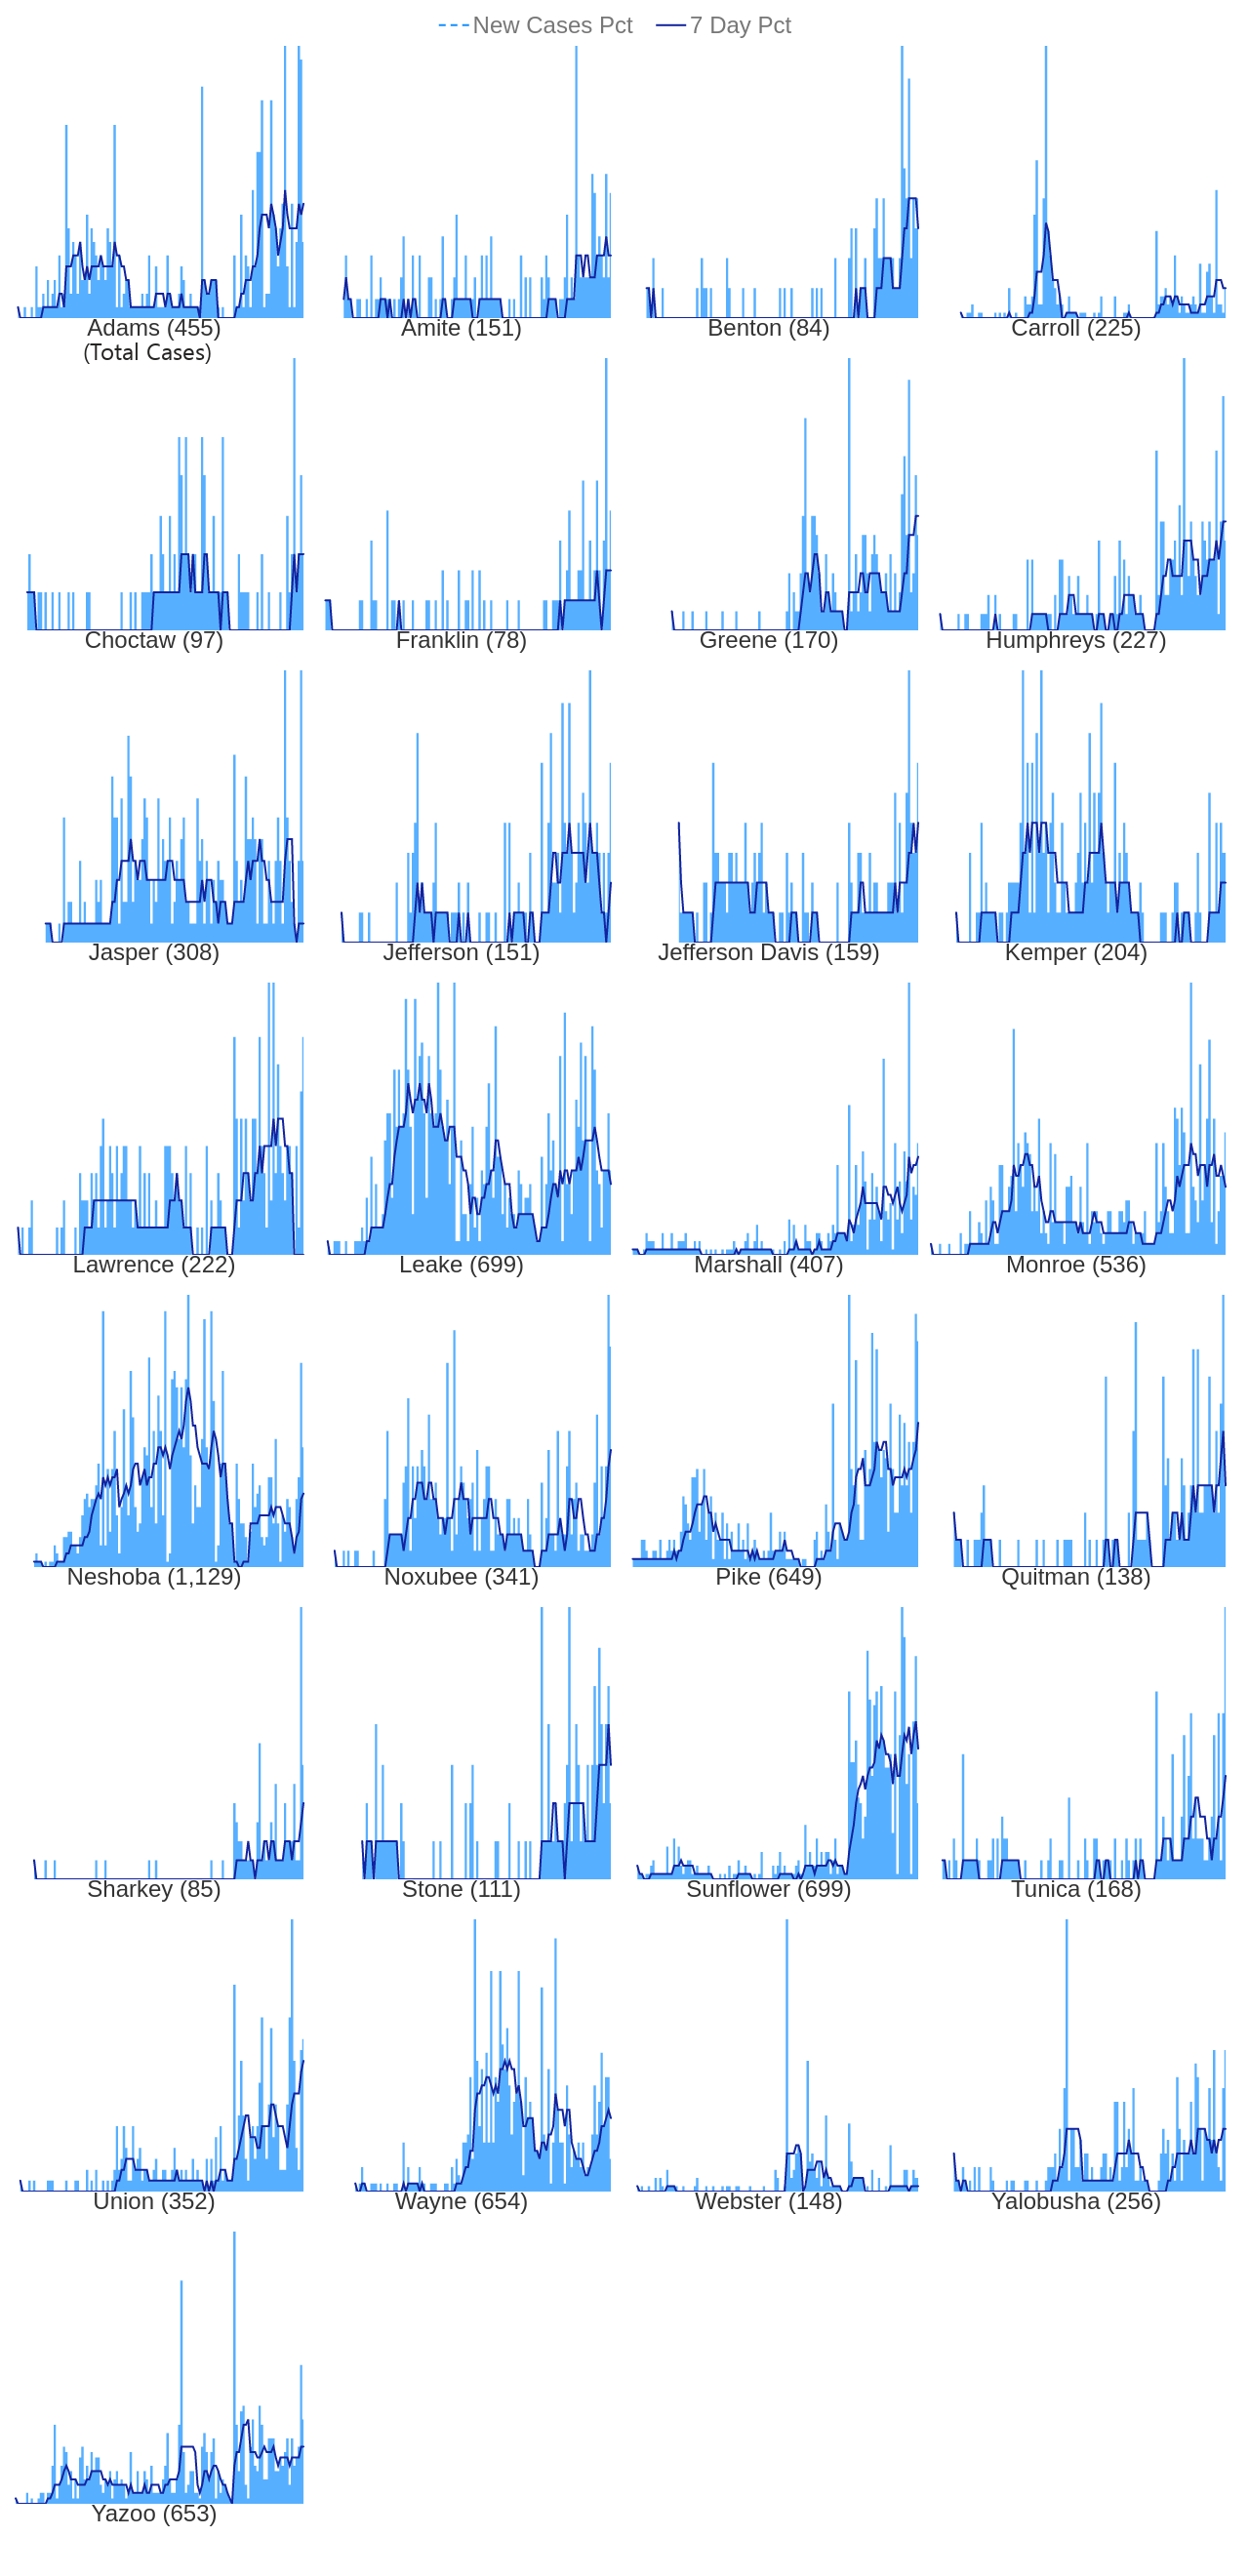 New Cases Pct 7 Day Pct
Adams (455) Amite (151) Benton (84) Carroll (225)
(Total Cases)
Choctaw (97) Franklin (78) Greene (170) Humphreys (227)
Jasper (308) Jefferson (151) Jefferson Davis (159) Kemper (204)
Lawrence (222) Leake (699) Marshall (407) Monroe (536)
Neshoba (1,129) Noxubee (341) Pike (649) Quitman (138)
Sharkey (85) Stone (111) Sunflower (699) Tunica (168)
Union (352) Wayne (654) Webster (148) Yalobusha (256)
Yazoo (653)